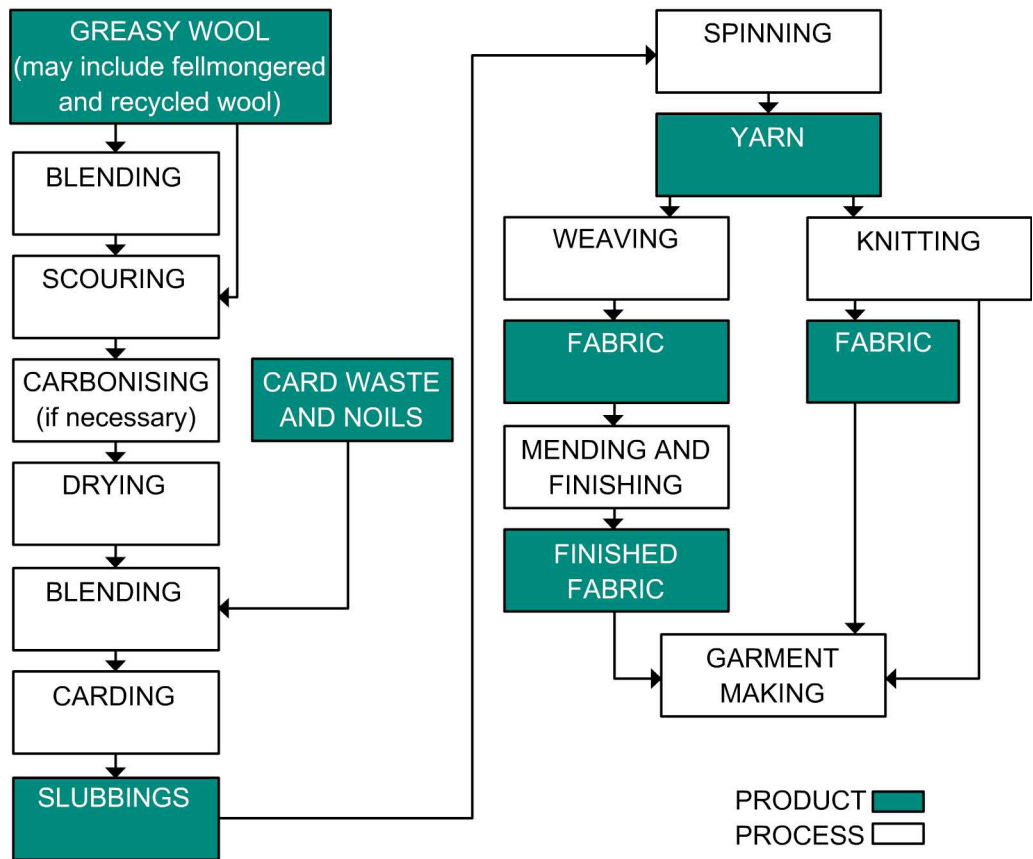 GREASY WOOL
(may include fellmongered
and recycled wool)
BLENDING
SCOURING
CARBONISING
(if necessary)
DRYING
BLENDING
CARDING
SLUBBINGS
CARD WASTE
AND NOILS
SPINNING
YARN
WEAVING
KNITTING
FABRIC
FABRIC
MENDING AND
FINISHING
FINISHED
FABRIC
GARMENT
MAKING
PRODUCT
PROCESS